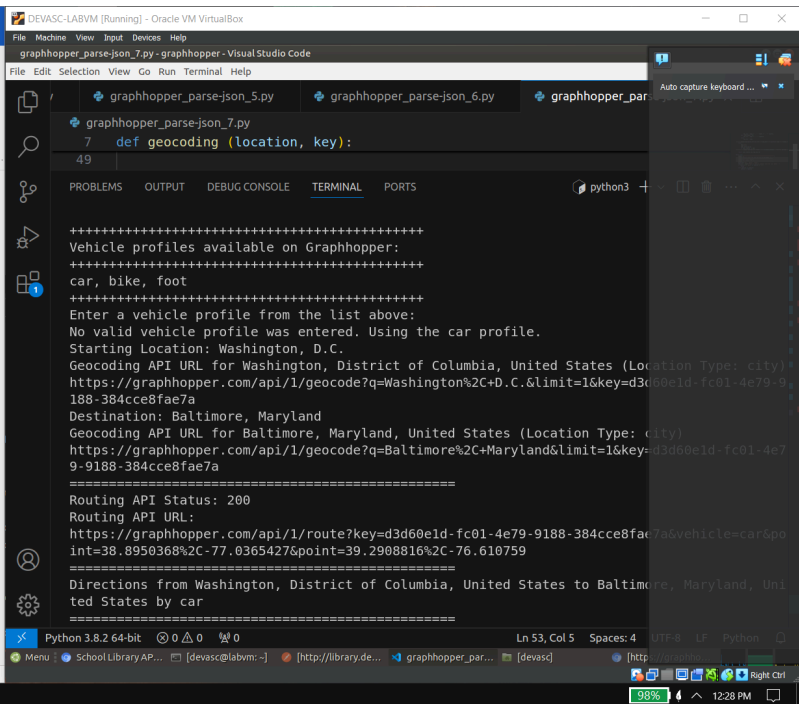 DEVASC-LABVM [Running] - Oracle VM VirtualBox
File Machine View Input Devices Help
graphhopper_parse-json_7.py - graphhopper - Visual Studio Code
File Edit Selection View Go Run Terminal Help
Auto capture keyboard ...
graphhopper_parse-json_5.py graphhopper_parse-json_6.py graphhopper_par
graphhopper_parse-json_7.py
7 def geocoding (location, key):
49
PROBLEMS OUTPUT DEBUG CONSOLE TERMINAL PORTS python3
+++++++++++++++++++++++++++++++++++++++++++++
Vehicle profiles available on Graphhopper:
+++++++++++++++++++++++++++++++++++++++++++++
car, bike, foot
+++++++++++++++++++++++++++++++++++++++++++++
Enter a vehicle profile from the list above:
No valid vehicle profile was entered. Using the car profile.
Starting Location: Washington, D.C.
Geocoding API URL for Washington, District of Columbia, United States (Location Type: city)
https://graphhopper.com/api/1/geocode?q=Washington%2C+D.C.&limit=1&key=d3d60e1d-fc01-4e79-9
188-384cce8fae7a
Destination: Baltimore, Maryland
Geocoding API URL for Baltimore, Maryland, United States (Location Type: city)
https://graphhopper.com/api/1/geocode?q=Baltimore%2C+Maryland&limit=1&key=d3d60e1d-fc01-4e7
9-9188-384cce8fae7a
=================================================
Routing API Status: 200
Routing API URL:
https://graphhopper.com/api/1/route?key=d3d60e1d-fc01-4e79-9188-384cce8fae7a&vehicle=car&po
int=38.8950368%2C-77.0365427&point=39.2908816%2C-76.610759
=================================================
Directions from Washington, District of Columbia, United States to Baltimore, Maryland, Uni
ted States by car
=================================================
1
Python 3.8.2 64-bit 0 0 0 Ln 53, Col 5 Spaces: 4 UTF-8 LF Python
Menu School Library AP... [devasc@labvm: ~] [http://library.de... graphhopper_par... [devasc] [https://graphho
Right Ctrl
98% 12:28 PM